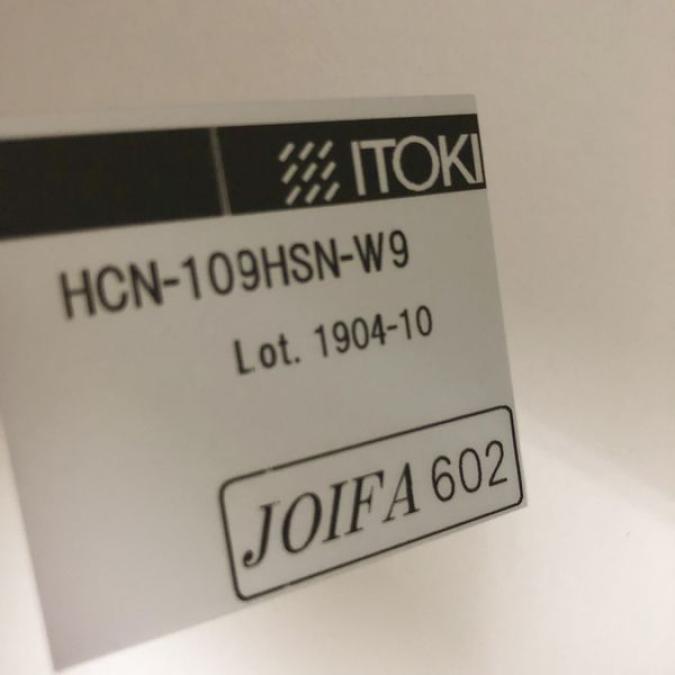 ITOKI
HCN-109HSN-W9
Lot. 1904-10
JOIFA 602